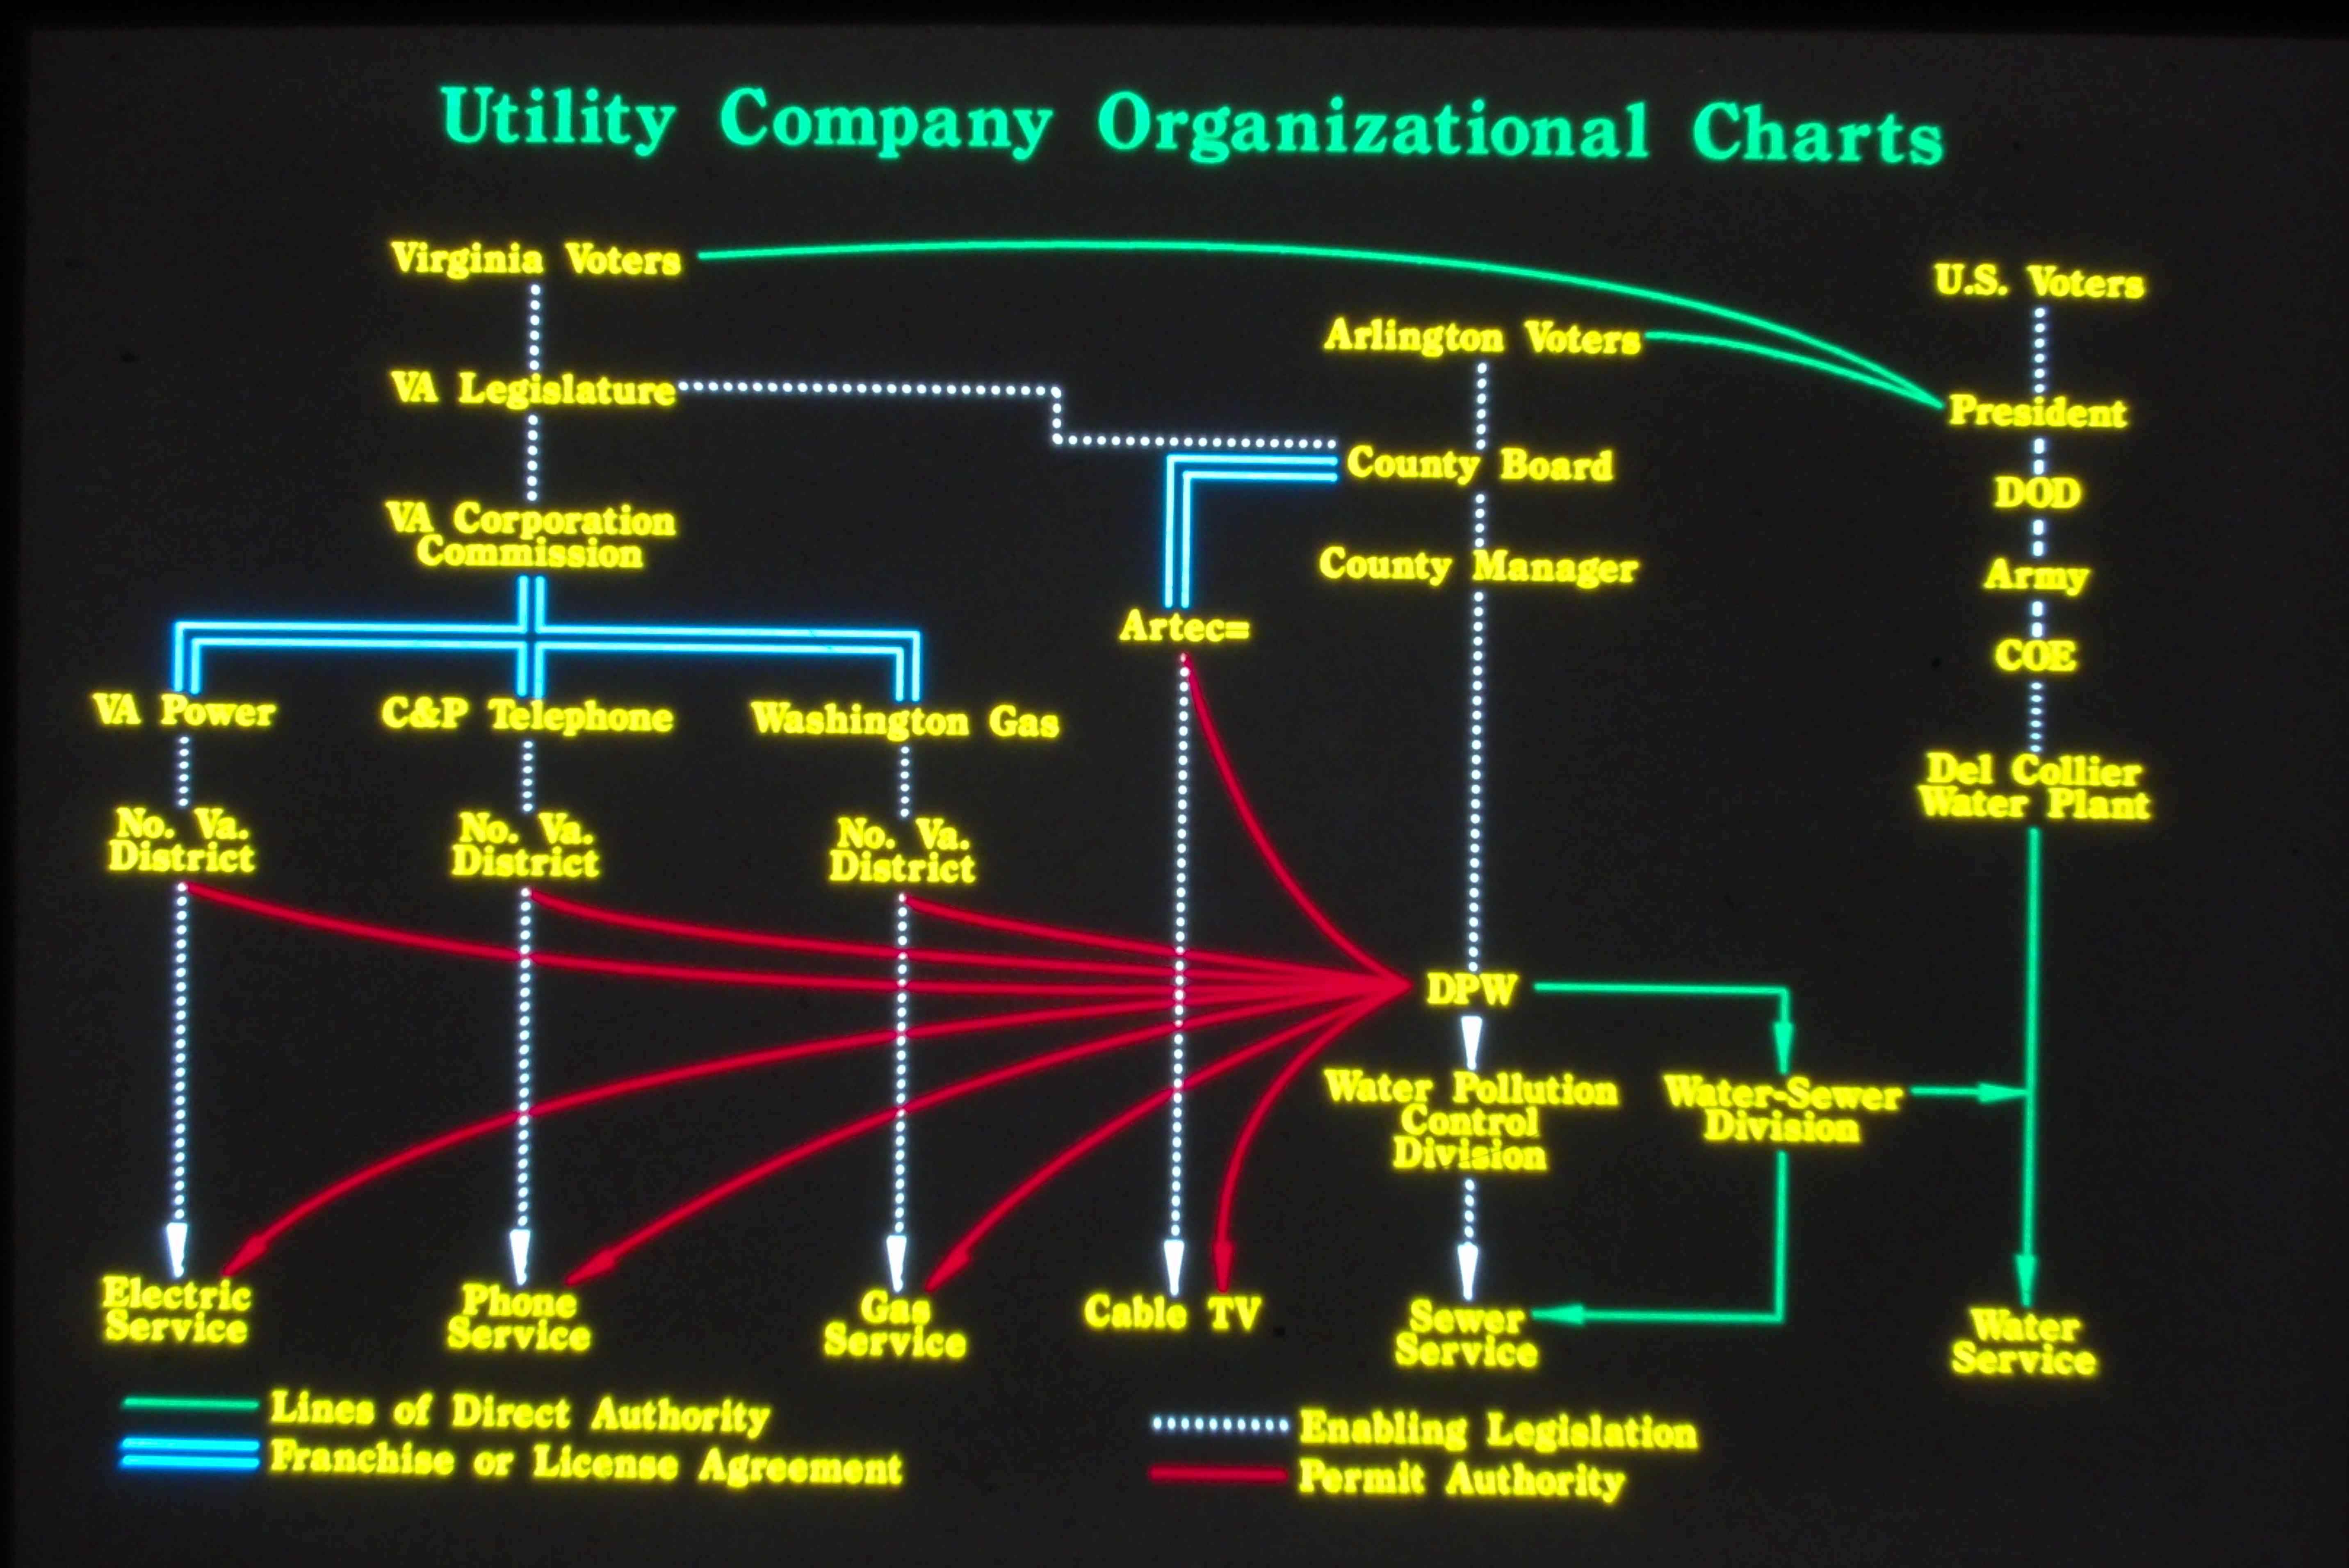 Utility Company Organizational Charts
Virginia Voters
U.S. Voters
Arlington Voters
VA Legislature
President
County Board
DOD
VA Corporation
Commission
County Manager
Army
Artec=
COE
VA Power
C&P Telephone
Washington Gas
Del Collier
Water Plant
No. Va.
District
No. Va.
District
No. Va.
District
DPW
Water Pollution
Control
Division
Water-Sewer
Division
Electric
Service
Phone
Service
Gas
Service
Cable TV
Sewer
Service
Water
Service
Lines of Direct Authority
Franchise or License Agreement
Enabling Legislation
Permit Authority